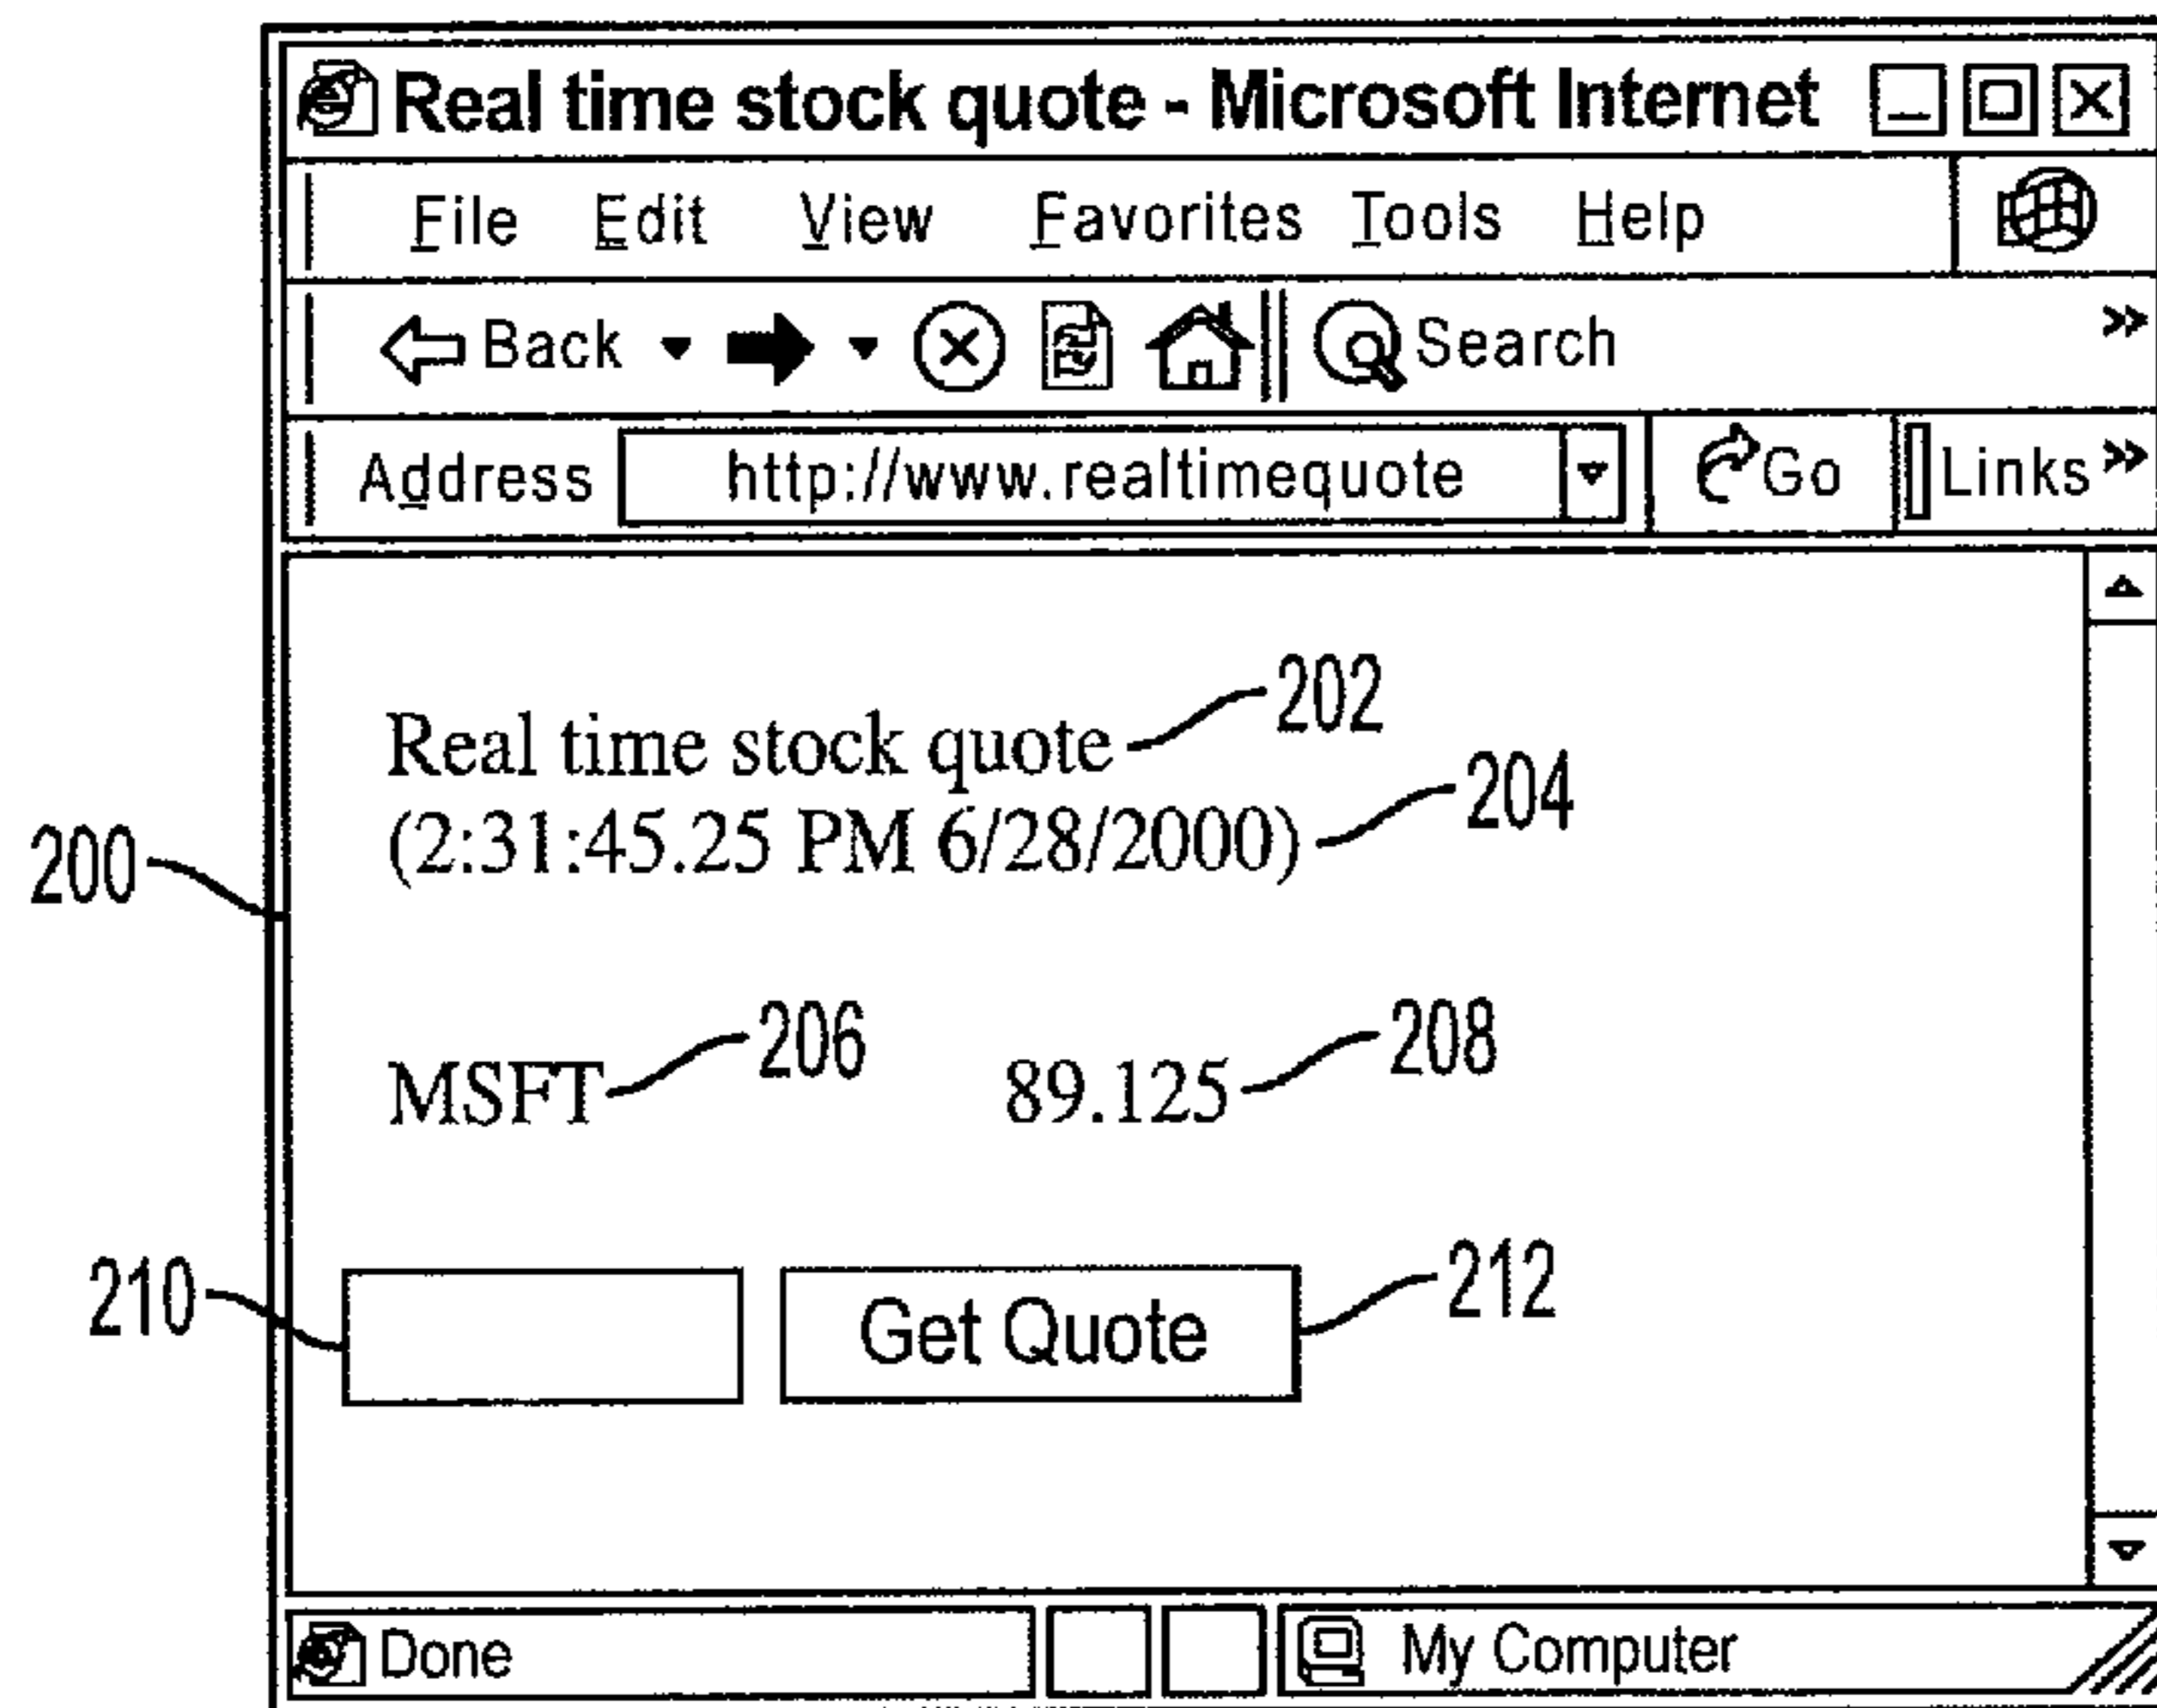 Real time stock quote - Microsoft Internet
File Edit View Favorites Tools Help
Back Search »
Address http://www.realtimequote Go Links »
202
Real time stock quote
204
(2:31:45.25 PM 6/28/2000)
200
206 208
MSFT 89.125
210 Get Quote 212
Done My Computer